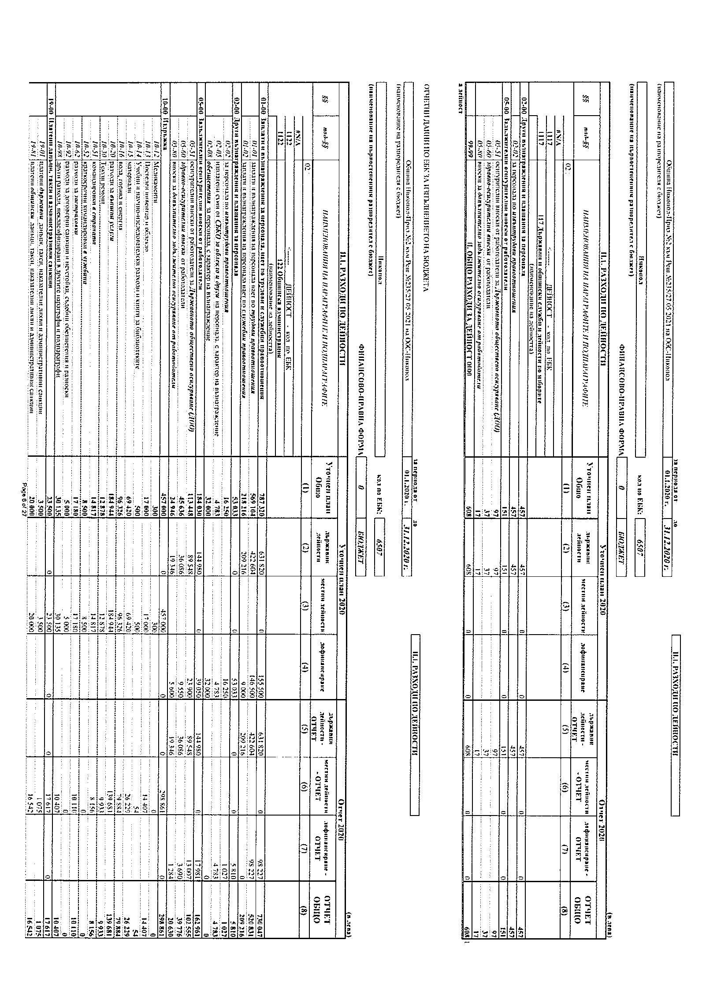 Община Никопол-Прил.№2 към Реш.№235/27.05.2021 на ОбС-Никопол
(наименование на разпоредителя с бюджет)
за периода от до
01.1.2020 г. 31.12.2020 г.
II.1. РАЗХОДИ ПО ДЕЙНОСТИ
Никопол
(наименование на първостепенния разпоредител с бюджет)
код по ЕБК: 6507
ФИНАНСОВО-ПРАВНА ФОРМА 0 БЮДЖЕТ
(в лева)
II.1. РАЗХОДИ ПО ДЕЙНОСТИ Уточнен план 2020 Отчет 2020
§§ под-§§ НАИМЕНОВАНИЯ НА ПАРАГРАФИТЕ И ПОДПАРАГРАФИТЕ Уточнен план Общо държавни дейности местни дейности дофинансиране държавни дейности - ОТЧЕТ местни дейности - ОТЧЕТ дофинансиране - ОТЧЕТ ОТЧЕТ ОБЩО
02 (1) (2) (3) (4) (5) (6) (7) (8)
#N/A
1117 <------ ДЕЙНОСТ - код по ЕБК
1117 117 Държавни и общински служби и дейности по изборите
(наименование на дейността)
02-00 Други възнаграждения и плащания за персонала 457 457 0 0 457 0 0 457
02-02 за персонала по извънтрудови правоотношения 457 457 457 457
05-00 Задължителни осигурителни вноски от работодатели 151 151 0 0 151 0 0 151
05-51 осигурителни вноски от работодатели за Държавното обществено осигуряване (ДОО) 97 97 97 97
05-60 здравно-осигурителни вноски от работодатели 37 37 37 37
05-80 вноски за допълнително задължително осигуряване от работодатели 17 17 17 17
99-99 II. ОБЩО РАЗХОДИ ЗА ДЕЙНОСТ 0000 608 608 0 0 608 0 0 608
а дейност
ОТЧЕТНИ ДАННИ ПО ЕБК ЗА ИЗПЪЛНЕНИЕТО НА БЮДЖЕТА
за периода от до
II.1. РАЗХОДИ ПО ДЕЙНОСТИ
Община Никопол-Прил.№2 към Реш.№235/27.05.2021 на ОбС-Никопол 01.1.2020 г. 31.12.2020 г.
(наименование на разпоредителя с бюджет)
Никопол код по ЕБК: 6507
(наименование на първостепенния разпоредител с бюджет)
ФИНАНСОВО-ПРАВНА ФОРМА 0 БЮДЖЕТ
(в лева)
II.1. РАЗХОДИ ПО ДЕЙНОСТИ Уточнен план 2020 Отчет 2020
§§ под-§§ НАИМЕНОВАНИЯ НА ПАРАГРАФИТЕ И ПОДПАРАГРАФИТЕ Уточнен план Общо държавни дейности местни дейности дофинансиране държавни дейности - ОТЧЕТ местни дейности - ОТЧЕТ дофинансиране - ОТЧЕТ ОТЧЕТ ОБЩО
02 (1) (2) (3) (4) (5) (6) (7) (8)
#N/A
1122 <------ ДЕЙНОСТ - код по ЕБК
1122 122 Общинска администрация
(наименование на дейността)
01-00 Заплати и възнаграждения за персонала, нает по трудови и служебни правоотношения 787 320 631 820 0 155 500 631 820 0 98 227 730 047
01-01 заплати и възнаграждения на персонала нает по трудови правоотношения 569 104 422 604 146 500 422 604 98 227 520 831
01-02 заплати и възнаграждения на персонала нает по служебни правоотношения 218 216 209 216 9 000 209 216 0 209 216
02-00 Други възнаграждения и плащания за персонала 53 033 0 0 53 033 0 0 5 810 5 810
02-02 за персонала по извънтрудови правоотношения 16 250 16 250 1 027 1 027
02-05 изплатени суми от СБКО за облекло и други на персонала, с характер на възнаграждение 4 783 4 783 4 783 4 783
02-08 обезщетения за персонала, с характер на възнаграждение 32 000 32 000 0 0
05-00 Задължителни осигурителни вноски от работодатели 184 030 144 980 0 39 050 144 980 0 17 981 162 961
05-51 осигурителни вноски от работодатели за Държавното обществено осигуряване (ДОО) 113 448 89 548 23 900 89 548 13 007 102 555
05-60 здравно-осигурителни вноски от работодатели 45 636 36 086 9 550 36 086 3 690 39 776
05-80 вноски за допълнително задължително осигуряване от работодатели 24 946 19 346 5 600 19 346 1 284 20 630
10-00 Издръжка 457 000 0 457 000 0 0 298 861 0 298 861
10-12 Медикаменти 300 300 0 0
10-13 Постелен инвентар и облекло 17 000 17 000 14 407 14 407
10-14 Учебни и научно-изследователски разходи и книги за библиотеките 500 500 54 54
10-15 материали 69 420 69 420 26 229 26 229
10-16 вода, горива и енергия 96 326 96 326 79 884 79 884
10-20 разходи за външни услуги 184 944 184 944 139 681 139 681
10-30 Текущ ремонт 12 878 12 878 9 933 9 933
10-51 командировки в страната 14 817 14 817 8 156 8 156
10-52 краткосрочни командировки в чужбина 8 500 8 500 0 0
10-62 разходи за застраховки 17 180 17 180 10 110 10 110
10-92 разходи за договорни санкции и неустойки, съдебни обезщетения и разноски 5 000 5 000 0 0
10-98 други разходи, некласифицирани в другите параграфи и подпараграфи 30 135 30 135 10 407 10 407
19-00 Платени данъци, такси и административни санкции 23 500 0 23 500 0 0 17 617 0 17 617
19-01 платени държавни данъци, такси, наказателни лихви и административни санкции 3 500 3 500 1 075 1 075
19-81 платени общински данъци, такси, наказателни лихви и административни санкции 20 000 20 000 16 542 16 542
Page 8 of 27